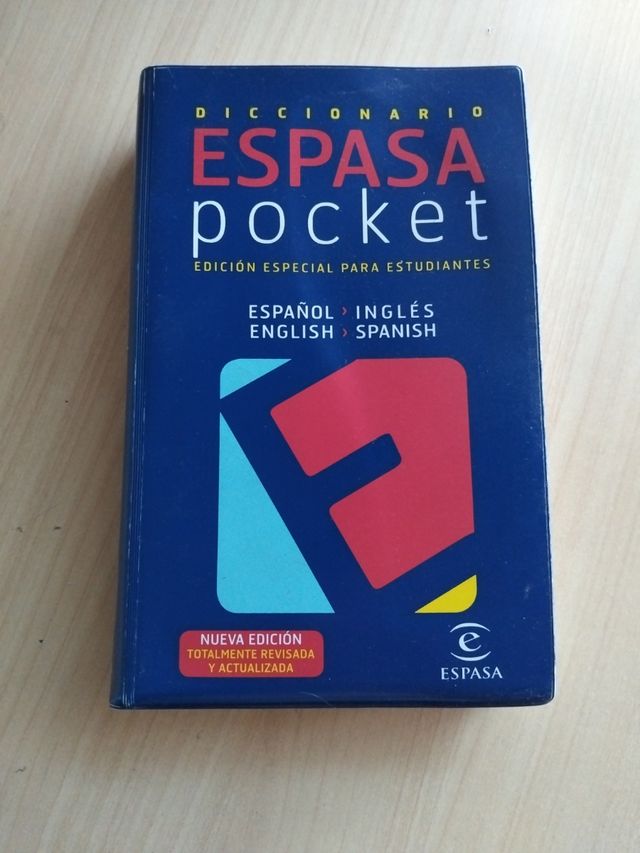 DICCIONARIO
ESPASA
pocket
EDICIÓN ESPECIAL PARA ESTUDIANTES
ESPAÑOL › INGLÉS
ENGLISH › SPANISH
NUEVA EDICIÓN
TOTALMENTE REVISADA
Y ACTUALIZADA
e
ESPASA